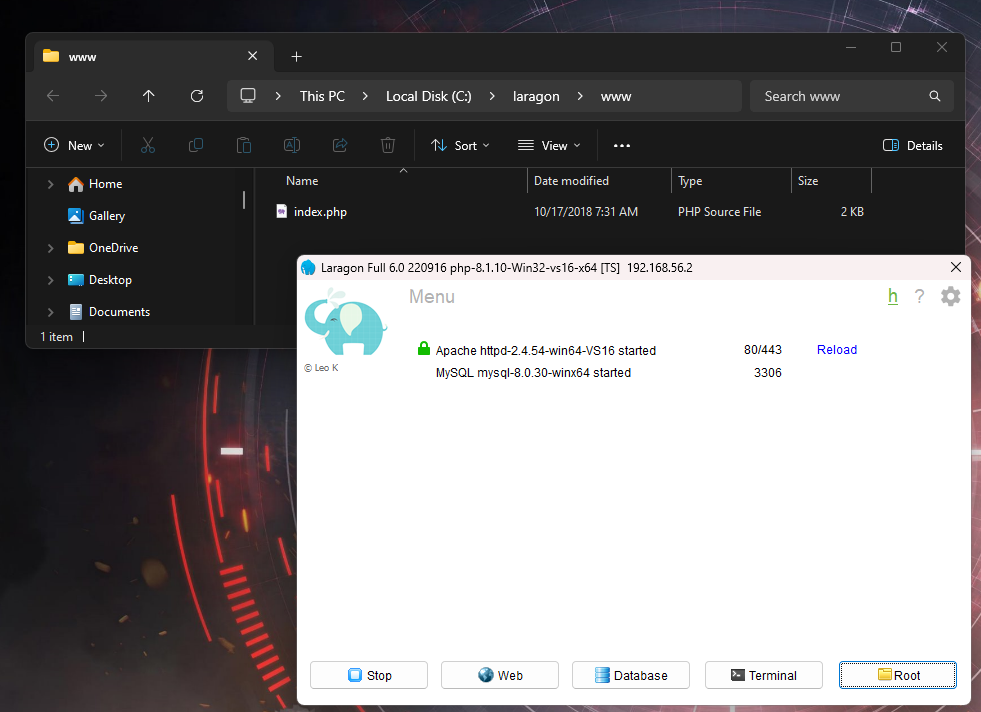 www
This PC > Local Disk (C:) > laragon > www
Search www
New
Sort
View
Details
Name Date modified Type Size
Home
Gallery
OneDrive
Desktop
Documents
index.php 10/17/2018 7:31 AM PHP Source File 2 KB
1 item
Laragon Full 6.0 220916 php-8.1.10-Win32-vs16-x64 [TS] 192.168.56.2
Menu
h ?
© Leo K
Apache httpd-2.4.54-win64-VS16 started 80/443 Reload
MySQL mysql-8.0.30-winx64 started 3306
Stop Web Database Terminal Root